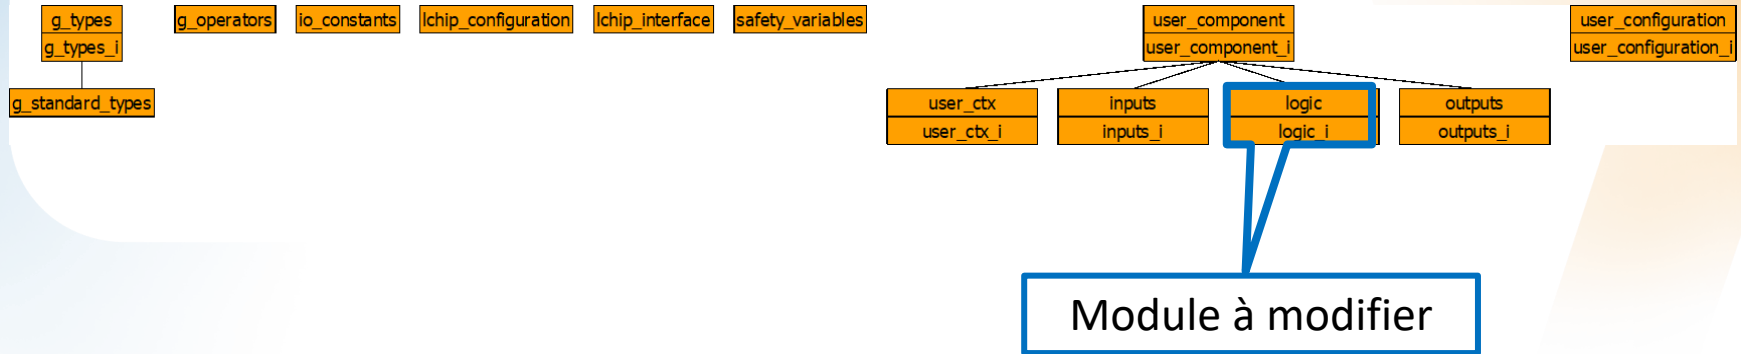 g_types
g_types_i
g_standard_types
g_operators
io_constants
lchip_configuration
lchip_interface
safety_variables
user_component
user_component_i
user_ctx
user_ctx_i
inputs
inputs_i
logic
logic_i
outputs
outputs_i
user_configuration
user_configuration_i
Module à modifier